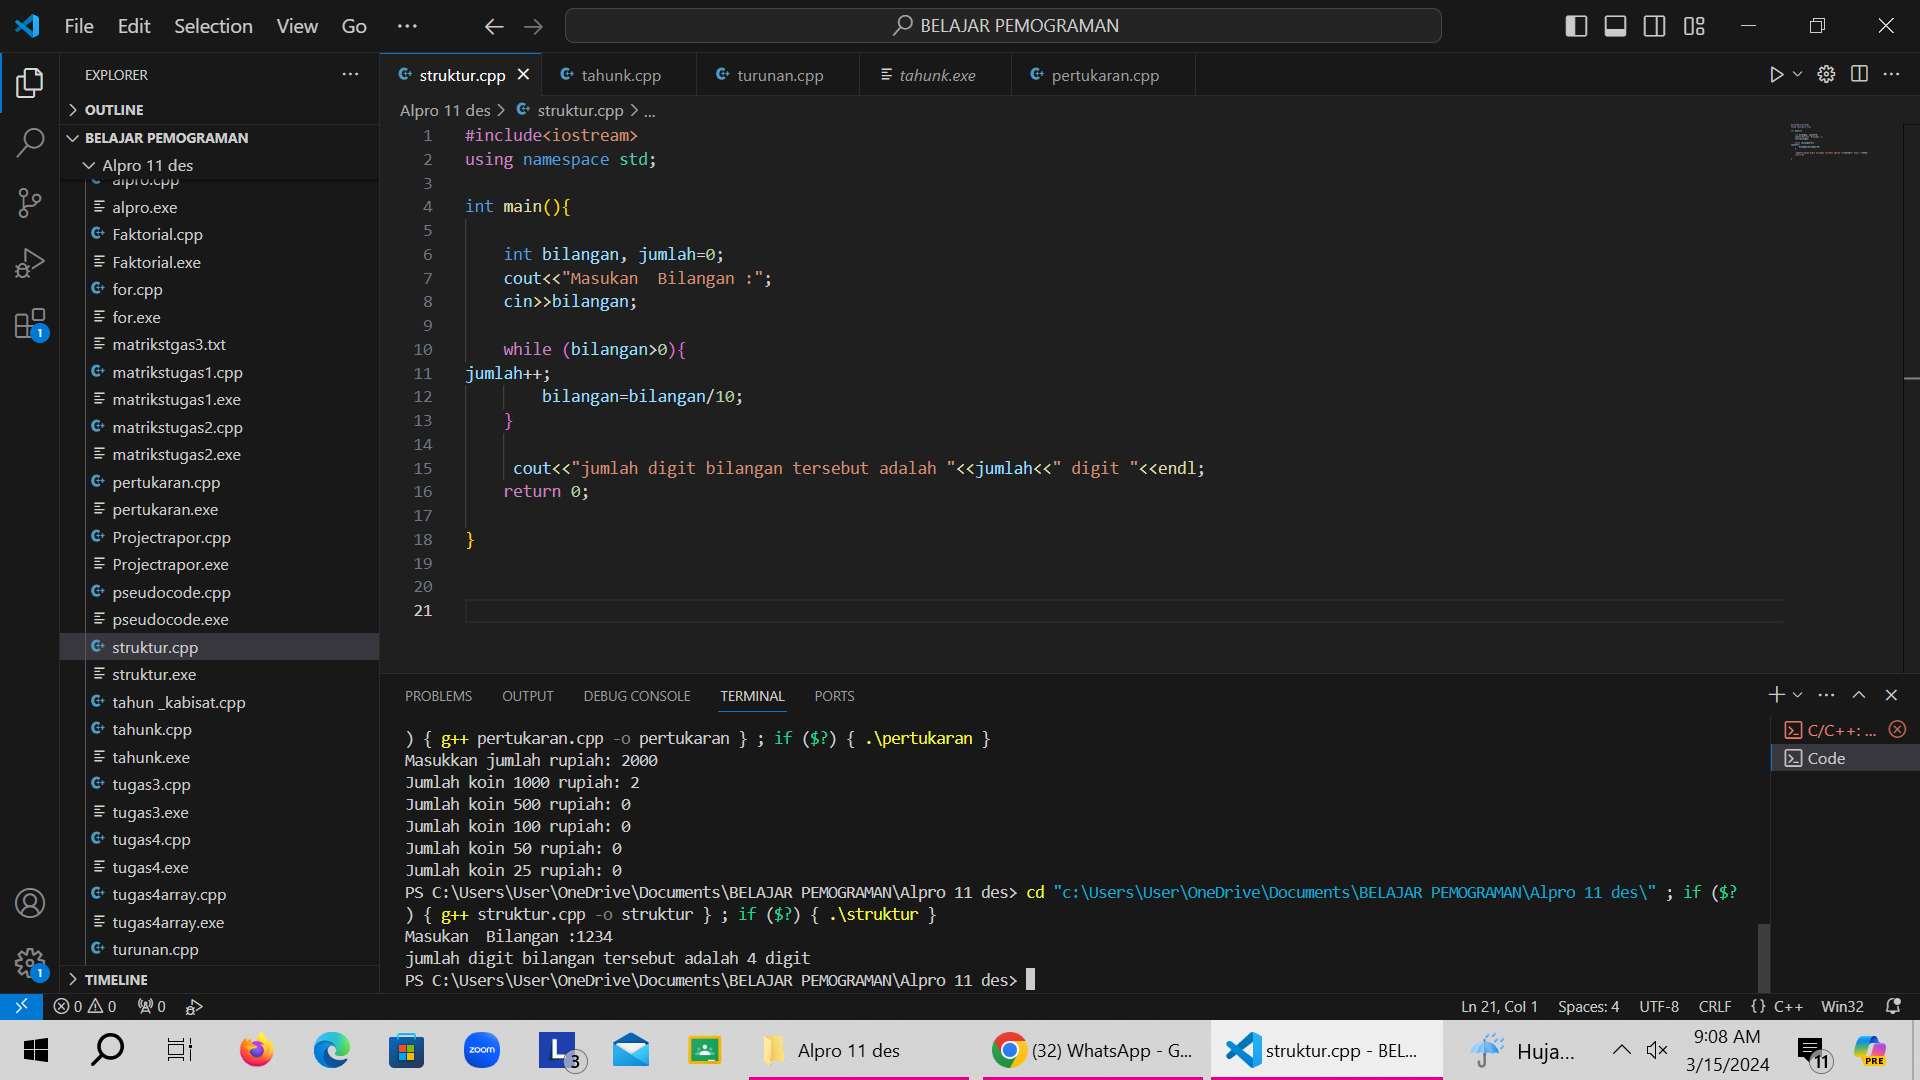 File Edit Selection View Go ···
BELAJAR PEMOGRAMAN
EXPLORER ···
OUTLINE
BELAJAR PEMOGRAMAN
Alpro 11 des
alpro.cpp
alpro.exe
Faktorial.cpp
Faktorial.exe
for.cpp
for.exe
matrikstgas3.txt
matrikstugas1.cpp
matrikstugas1.exe
matrikstugas2.cpp
matrikstugas2.exe
pertukaran.cpp
pertukaran.exe
Projectrapor.cpp
Projectrapor.exe
pseudocode.cpp
pseudocode.exe
struktur.cpp
struktur.exe
tahun _kabisat.cpp
tahunk.cpp
tahunk.exe
tugas3.cpp
tugas3.exe
tugas4.cpp
tugas4.exe
tugas4array.cpp
tugas4array.exe
turunan.cpp
TIMELINE
1
1
struktur.cpp tahunk.cpp turunan.cpp tahunk.exe pertukaran.cpp
Alpro 11 des > struktur.cpp > ...
1 #include<iostream>
2 using namespace std;
3
4 int main(){
5
6 int bilangan, jumlah=0;
7 cout<<"Masukan  Bilangan :";
8 cin>>bilangan;
9
10 while (bilangan>0){
11 jumlah++;
12 bilangan=bilangan/10;
13 }
14
15 cout<<"jumlah digit bilangan tersebut adalah "<<jumlah<<" digit "<<endl;
16 return 0;
17
18 }
19
20
21
PROBLEMS OUTPUT DEBUG CONSOLE TERMINAL PORTS
) { g++ pertukaran.cpp -o pertukaran } ; if ($?) { .\pertukaran }
Masukkan jumlah rupiah: 2000
Jumlah koin 1000 rupiah: 2
Jumlah koin 500 rupiah: 0
Jumlah koin 100 rupiah: 0
Jumlah koin 50 rupiah: 0
Jumlah koin 25 rupiah: 0
PS C:\Users\User\OneDrive\Documents\BELAJAR PEMOGRAMAN\Alpro 11 des> cd "c:\Users\User\OneDrive\Documents\BELAJAR PEMOGRAMAN\Alpro 11 des\" ; if ($?
) { g++ struktur.cpp -o struktur } ; if ($?) { .\struktur }
Masukan  Bilangan :1234
jumlah digit bilangan tersebut adalah 4 digit
PS C:\Users\User\OneDrive\Documents\BELAJAR PEMOGRAMAN\Alpro 11 des>
C/C++: ...
Code
0 0 0 Ln 21, Col 1 Spaces: 4 UTF-8 CRLF {} C++ Win32
zoom L 3 Alpro 11 des (32) WhatsApp - G... struktur.cpp - BEL... Huja... 9:08 AM
3/15/2024 11 PRE